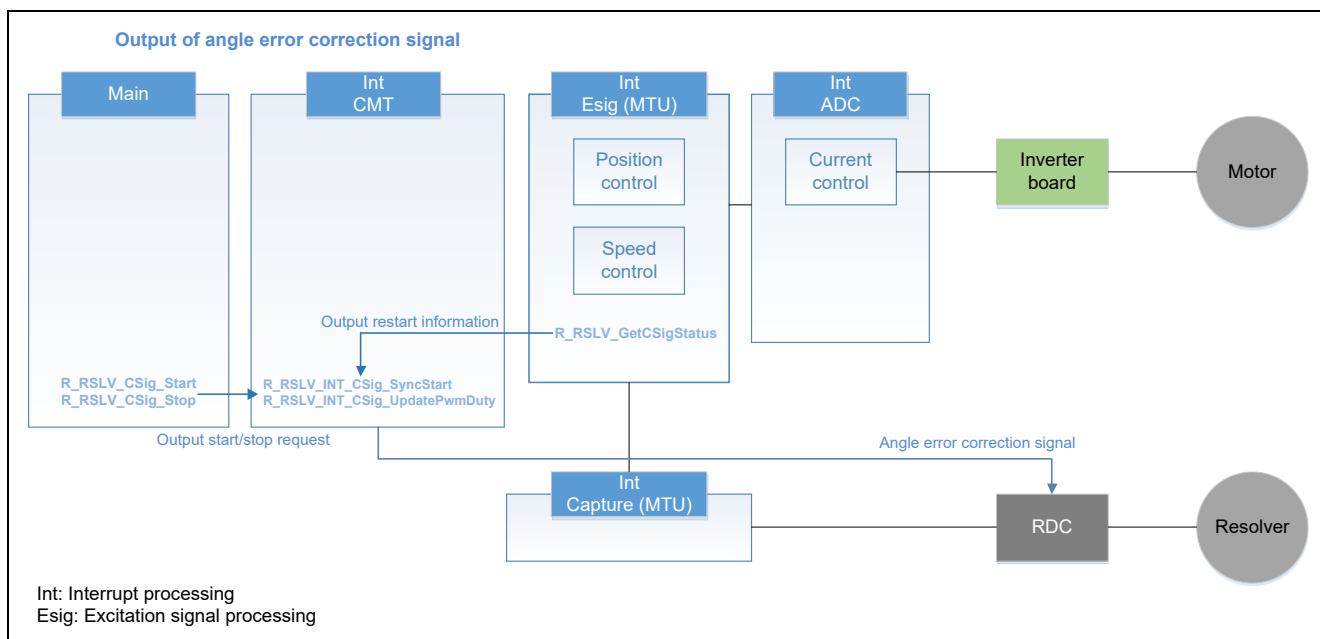 Output of angle error correction signal
Main
Int
CMT
Int
Esig (MTU)
Int
ADC
Position
control
Current
control
Inverter
board
Motor
Speed
control
Output restart information
R_RSLV_GetCSigStatus
R_RSLV_CSig_Start
R_RSLV_CSig_Stop
R_RSLV_INT_CSig_SyncStart
R_RSLV_INT_CSig_UpdatePwmDuty
Output start/stop request
Angle error correction signal
Int
Capture (MTU)
RDC
Resolver
Int: Interrupt processing
Esig: Excitation signal processing